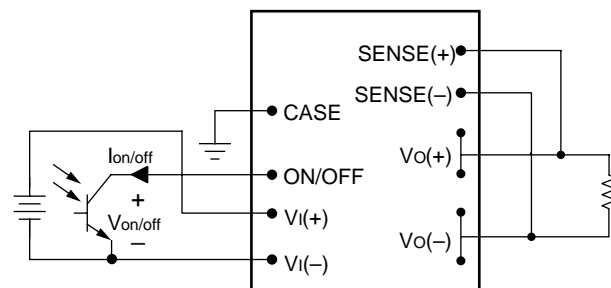 SENSE(+)
SENSE(–)
CASE
VO(+)
Ion/off
ON/OFF
+
VI(+)
Von/off
VO(–)
–
VI(–)